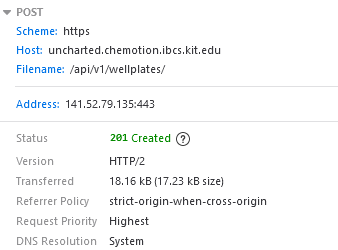 POST
Scheme: https
Host: uncharted.chemotion.ibcs.kit.edu
Filename: /api/v1/wellplates/
Address: 141.52.79.135:443
Status 201 Created ?
Version HTTP/2
Transferred 18.16 kB (17.23 kB size)
Referrer Policy strict-origin-when-cross-origin
Request Priority Highest
DNS Resolution System